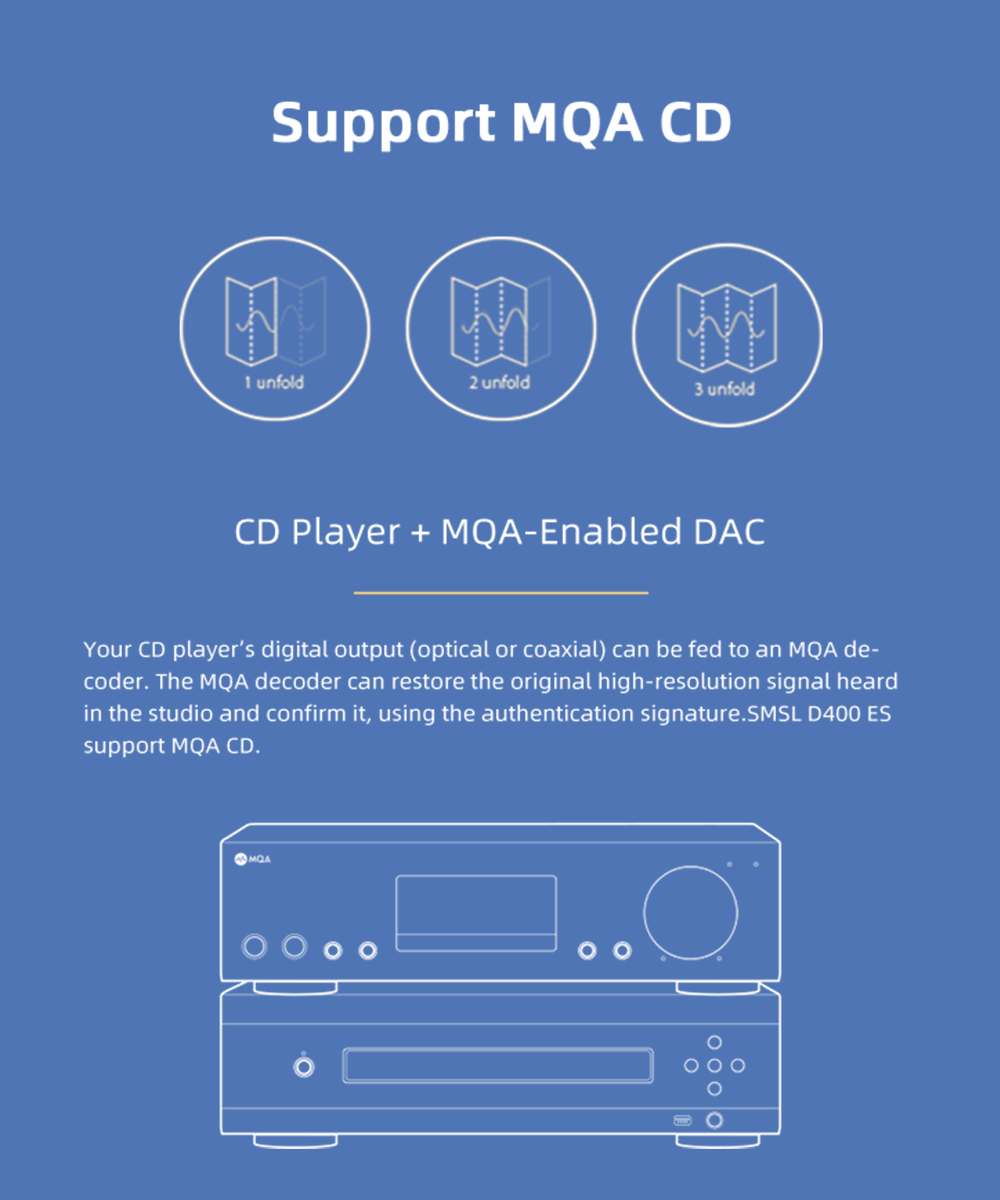 Support MQA CD
1 unfold
2 unfold
3 unfold
CD Player + MQA-Enabled DAC
Your CD player’s digital output (optical or coaxial) can be fed to an MQA de-
coder. The MQA decoder can restore the original high-resolution signal heard
in the studio and confirm it, using the authentication signature.SMSL D400 ES
support MQA CD.
MQA